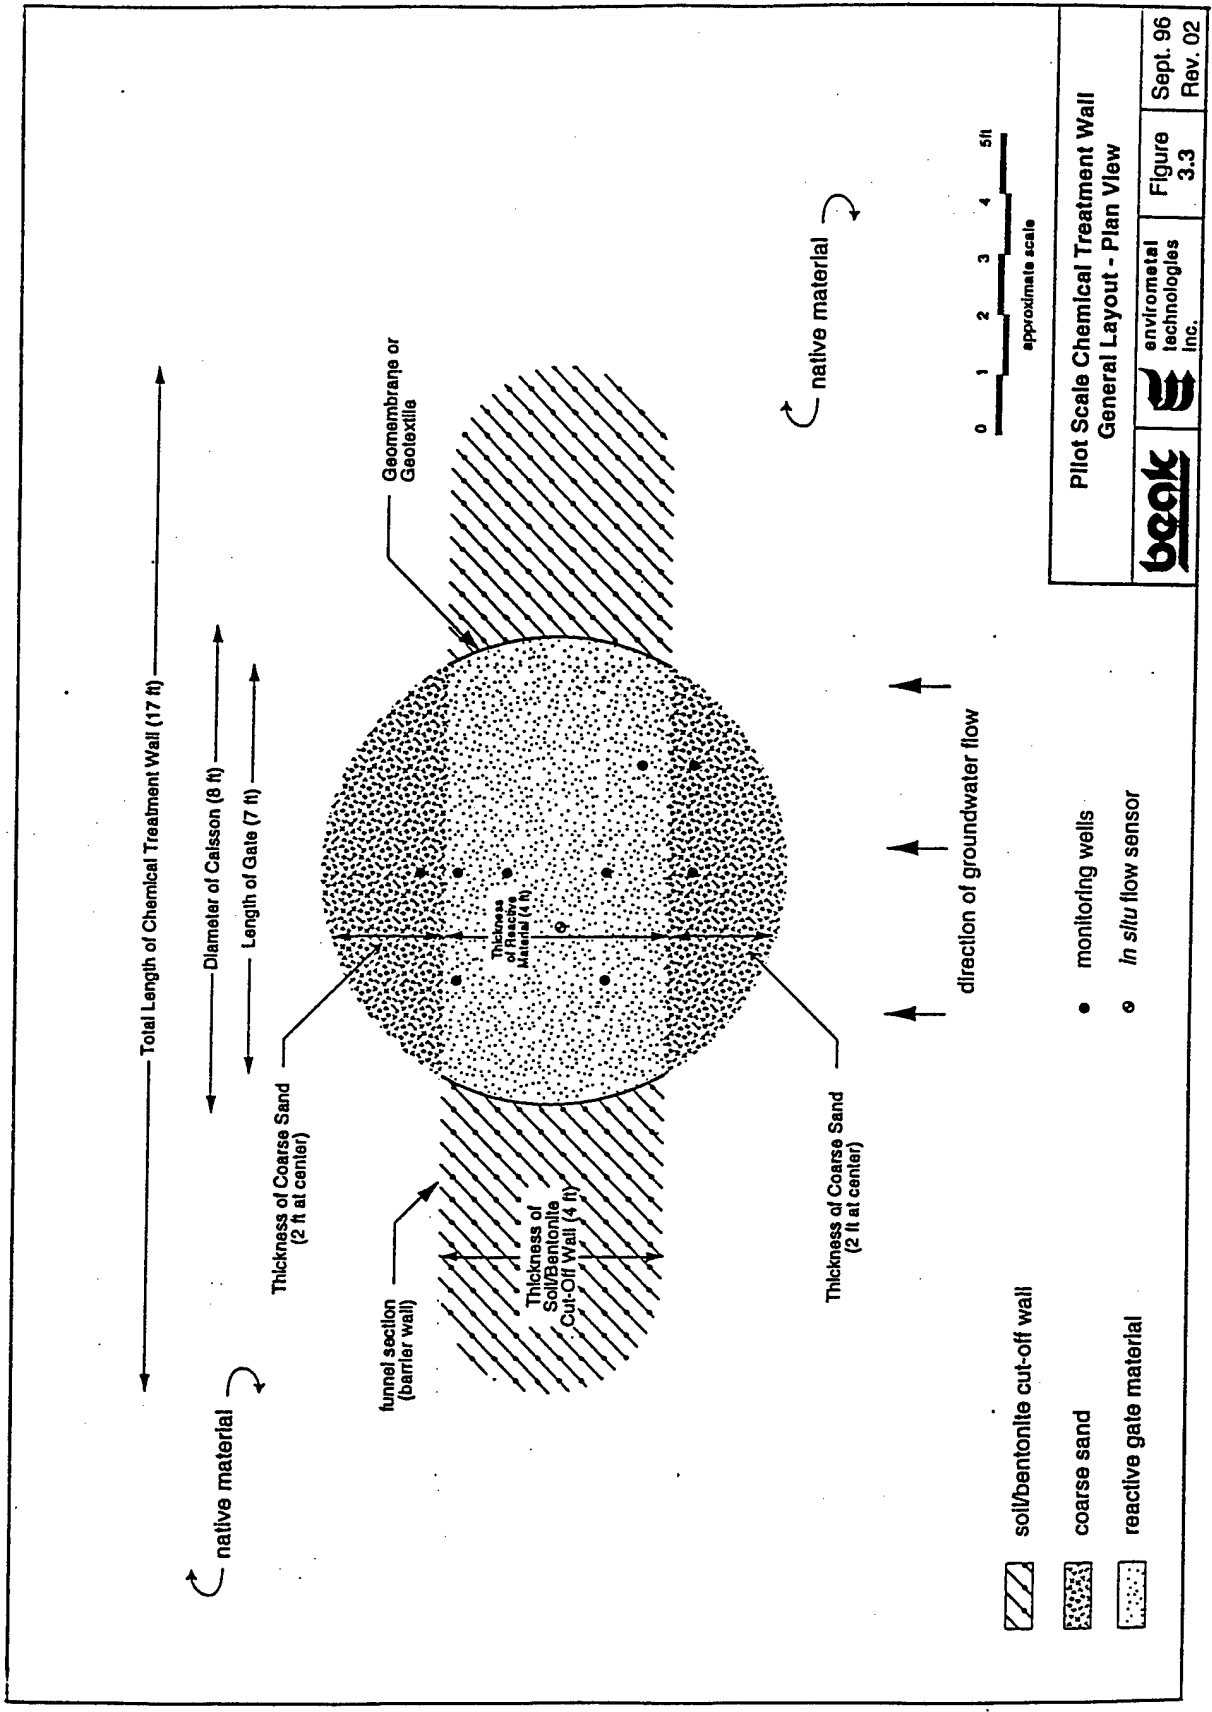 Total Length of Chemical Treatment Wall (17 ft)
Diameter of Caisson (8 ft)
Length of Gate (7 ft)
native material
Thickness of Coarse Sand
(2 ft at center)
Geomembrane or
Geotextile
funnel section
(barrier wall)
Thickness
of Reactive
Material (4 ft)
Thickness of
Soil/Bentonite
Cut-Off Wall (4 ft)
Thickness of Coarse Sand
(2 ft at center)
native material
direction of groundwater flow
0 1 2 3 4 5ft
approximate scale
soil/bentonite cut-off wall
coarse sand
reactive gate material
monitoring wells
In situ flow sensor
Pilot Scale Chemical Treatment Wall
General Layout - Plan View
beak
envirometal
technologies
inc.
Figure
3.3
Sept. 96
Rev. 02